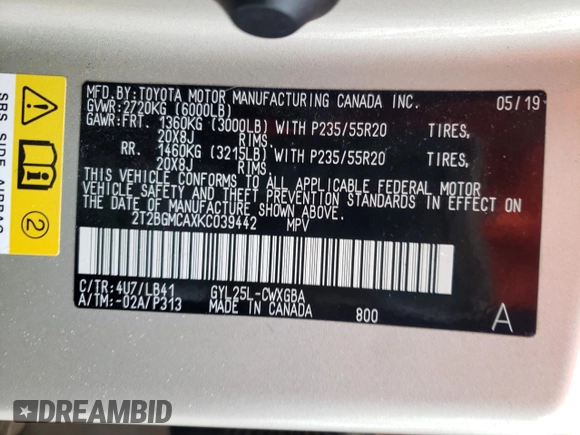 MFD.BY:TOYOTA MOTOR MANUFACTURING CANADA INC. 05/19
GVWR:2720KG (6000LB)
GAWR:FRT. 1360KG (3000LB) WITH P235/55R20 TIRES,
20X8J RIMS.
RR. 1460KG (3215LB) WITH P235/55R20 TIRES,
20X8J RIMS.
THIS VEHICLE CONFORMS TO ALL APPLICABLE FEDERAL MOTOR
VEHICLE SAFETY AND THEFT PREVENTION STANDARDS IN EFFECT ON
THE DATE OF MANUFACTURE SHOWN ABOVE.
2T2BGMCAXKC039442 MPV
C/TR:4U7/LB41 GYL25L-CWXGBA
A/TM:-02A/P313 MADE IN CANADA 800 A
SRS SIDE AIRBAG
2
DREAMBID